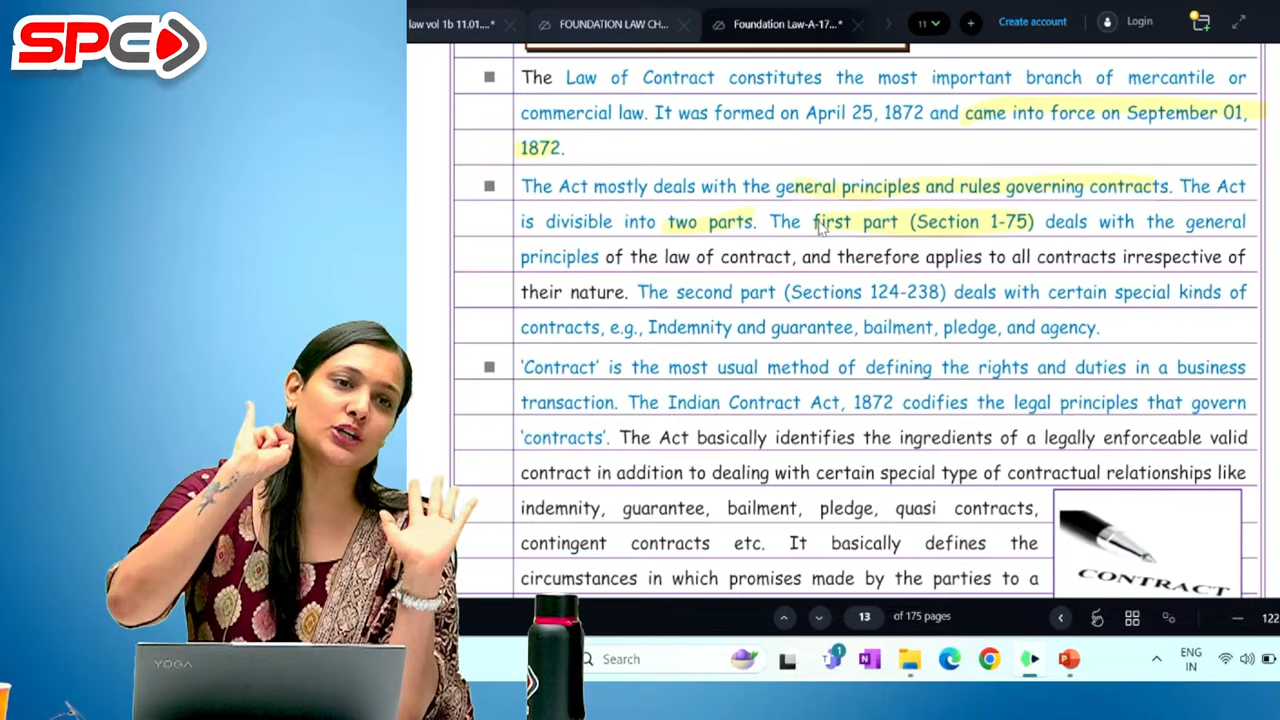 SPC
law vol 1b 11.01....*
FOUNDATION LAW CH...
Foundation Law-A-17...*
11
Create account
Login
The Law of Contract constitutes the most important branch of mercantile or
commercial law. It was formed on April 25, 1872 and came into force on September 01,
1872.
The Act mostly deals with the general principles and rules governing contracts. The Act
is divisible into two parts. The first part (Section 1-75) deals with the general
principles of the law of contract, and therefore applies to all contracts irrespective of
their nature. The second part (Sections 124-238) deals with certain special kinds of
contracts, e.g., Indemnity and guarantee, bailment, pledge, and agency.
‘Contract’ is the most usual method of defining the rights and duties in a business
transaction. The Indian Contract Act, 1872 codifies the legal principles that govern
‘contracts’. The Act basically identifies the ingredients of a legally enforceable valid
contract in addition to dealing with certain special type of contractual relationships like
indemnity, guarantee, bailment, pledge, quasi contracts,
contingent contracts etc. It basically defines the
circumstances in which promises made by the parties to a
CONTRACT
13 of 175 pages
122
YOGA
Search
1
ENG
IN